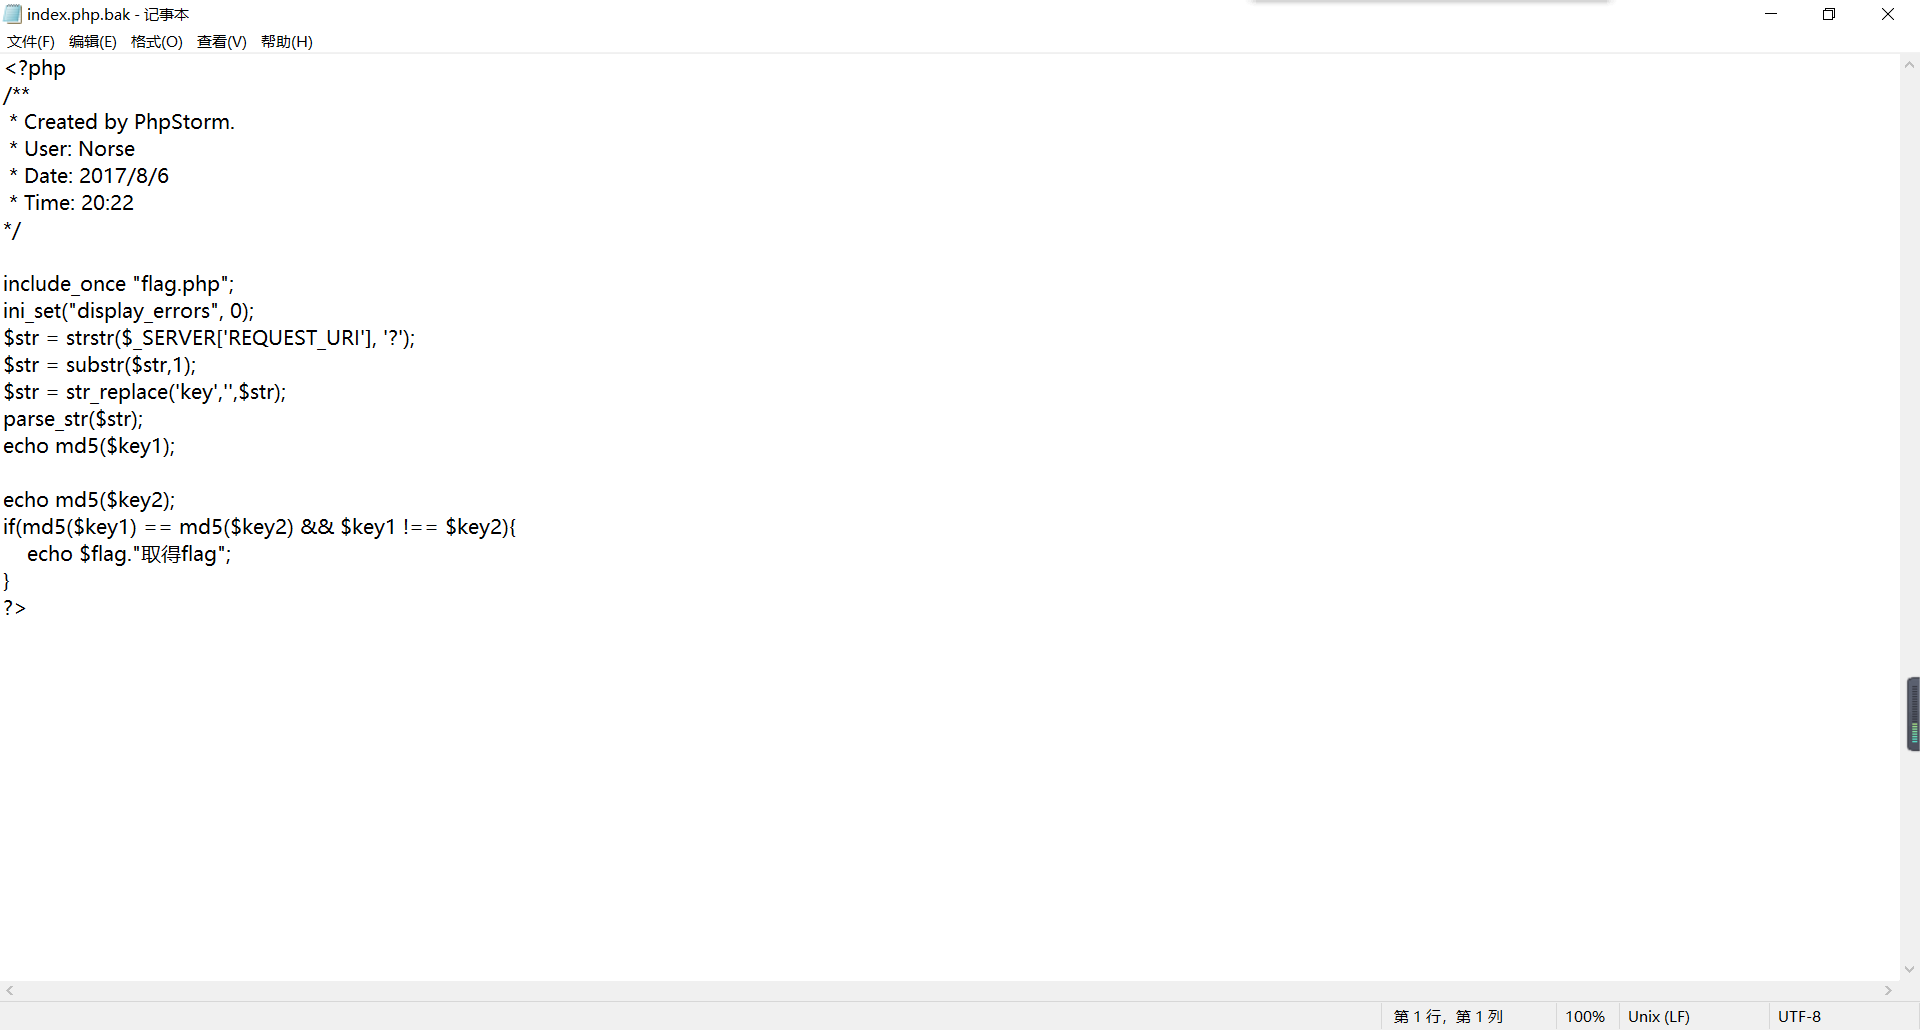 index.php.bak - 记事本
文件(F) 编辑(E) 格式(O) 查看(V) 帮助(H)
<?php
/**
 * Created by PhpStorm.
 * User: Norse
 * Date: 2017/8/6
 * Time: 20:22
*/

include_once "flag.php";
ini_set("display_errors", 0);
$str = strstr($_SERVER['REQUEST_URI'], '?');
$str = substr($str,1);
$str = str_replace('key','',$str);
parse_str($str);
echo md5($key1);

echo md5($key2);
if(md5($key1) == md5($key2) && $key1 !== $key2){
    echo $flag."取得flag";
}
?>
第 1 行，第 1 列 100% Unix (LF) UTF-8